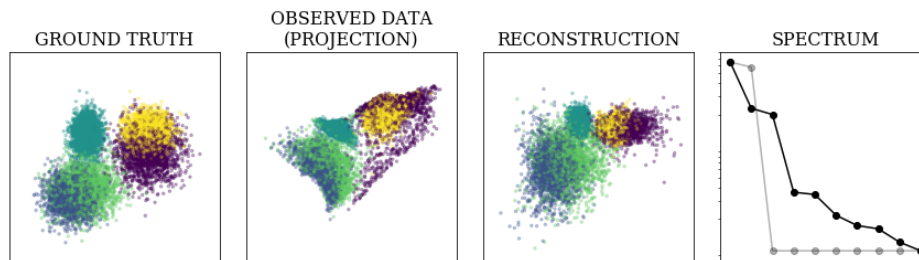 GROUND TRUTH
OBSERVED DATA
(PROJECTION)
RECONSTRUCTION
SPECTRUM